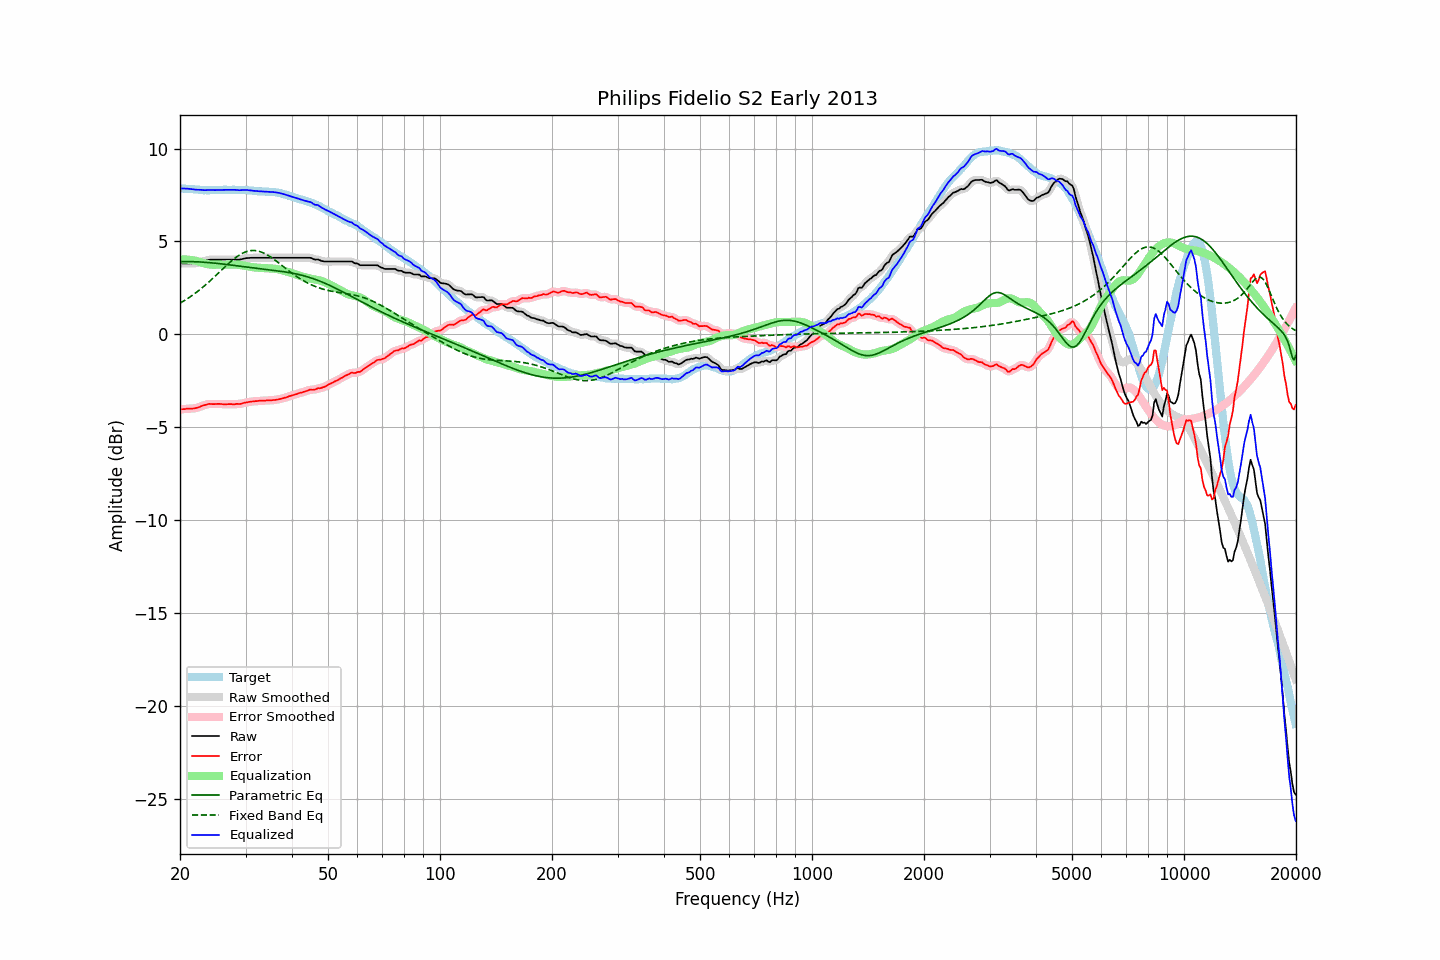 Philips Fidelio S2 Early 2013
Amplitude (dBr)
10
5
0
−5
−10
−15
−20
−25
Target
Raw Smoothed
Error Smoothed
Raw
Error
Equalization
Parametric Eq
Fixed Band Eq
Equalized
20 50 100 200 500 1000 2000 5000 10000 20000
Frequency (Hz)